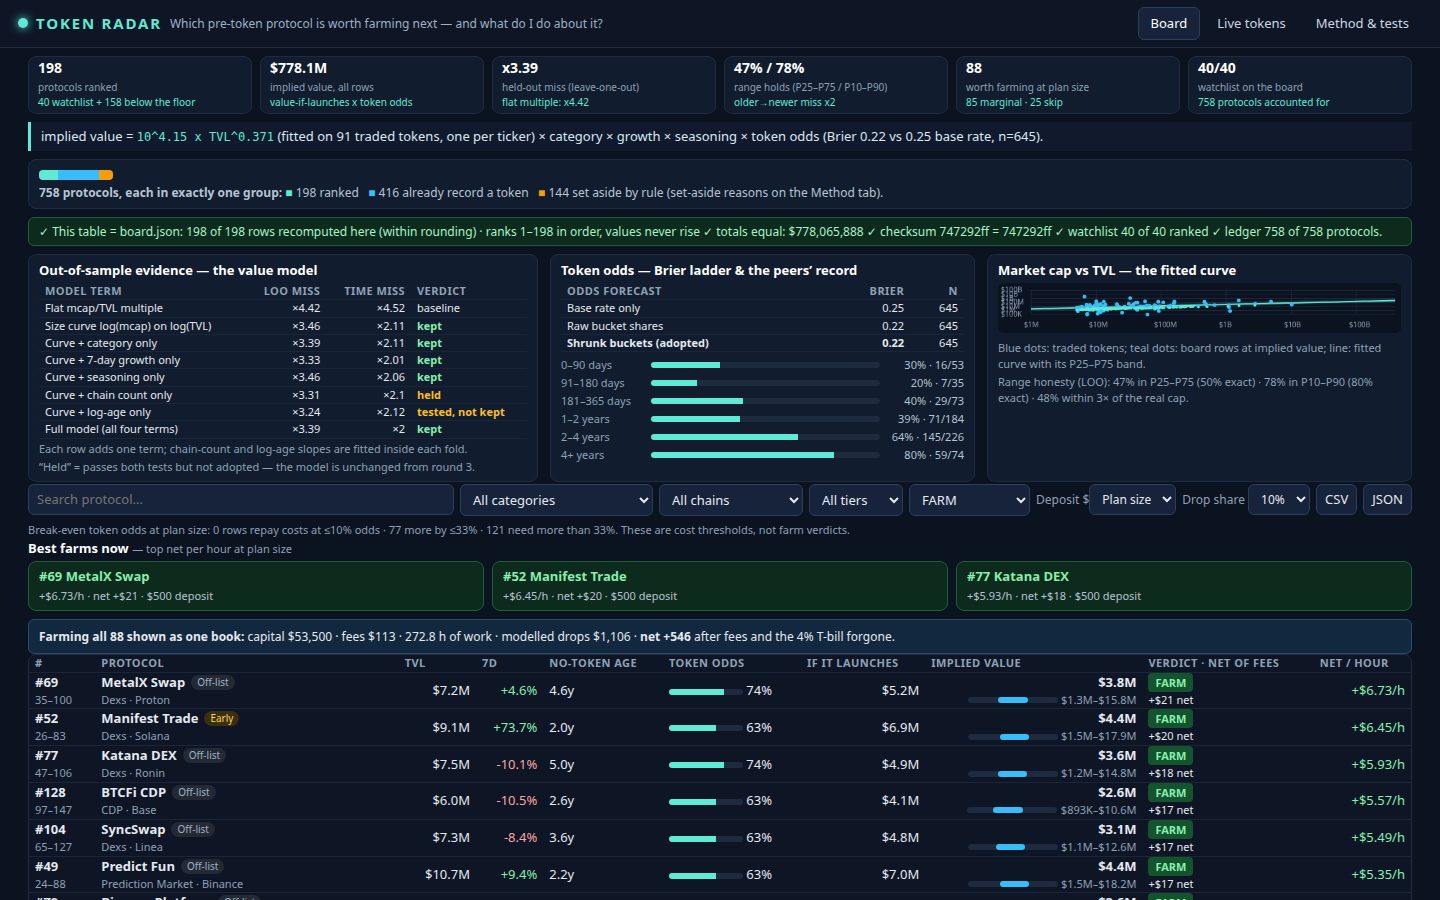 TOKEN RADAR Which pre-token protocol is worth farming next — and what do I do about it? Board Live tokens Method & tests
198 $778.1M x3.39 47% / 78% 88 40/40
protocols ranked implied value, all rows held-out miss (leave-one-out) range holds (P25–P75 / P10–P90) worth farming at plan size watchlist on the board
40 watchlist + 158 below the floor value-if-launches x token odds flat multiple: x4.42 older→newer miss x2 85 marginal · 25 skip 758 protocols accounted for
implied value = 10^4.15 x TVL^0.371 (fitted on 91 traded tokens, one per ticker) × category × growth × seasoning × token odds (Brier 0.22 vs 0.25 base rate, n=645).
758 protocols, each in exactly one group: 198 ranked 416 already record a token 144 set aside by rule (set-aside reasons on the Method tab).
✓ This table = board.json: 198 of 198 rows recomputed here (within rounding) · ranks 1–198 in order, values never rise ✓ totals equal: $778,065,888 ✓ checksum 747292ff = 747292ff ✓ watchlist 40 of 40 ranked ✓ ledger 758 of 758 protocols.
Out-of-sample evidence — the value model
MODEL TERM LOO MISS TIME MISS VERDICT
Flat mcap/TVL multiple ×4.42 ×4.52 baseline
Size curve log(mcap) on log(TVL) ×3.46 ×2.11 kept
Curve + category only ×3.39 ×2.11 kept
Curve + 7-day growth only ×3.33 ×2.01 kept
Curve + seasoning only ×3.46 ×2.06 kept
Curve + chain count only ×3.31 ×2.1 held
Curve + log-age only ×3.24 ×2.12 tested, not kept
Full model (all four terms) ×3.39 ×2 kept
Each row adds one term; chain-count and log-age slopes are fitted inside each fold.
“Held” = passes both tests but not adopted — the model is unchanged from round 3.
Token odds — Brier ladder & the peers’ record
ODDS FORECAST BRIER N
Base rate only 0.25 645
Raw bucket shares 0.22 645
Shrunk buckets (adopted) 0.22 645
0–90 days 30% · 16/53
91–180 days 20% · 7/35
181–365 days 40% · 29/73
1–2 years 39% · 71/184
2–4 years 64% · 145/226
4+ years 80% · 59/74
Market cap vs TVL — the fitted curve
$100B
$100K
$1M $10M $100M $1B $10B $100B
Blue dots: traded tokens; teal dots: board rows at implied value; line: fitted
curve with its P25–P75 band.
Range honesty (LOO): 47% in P25–P75 (50% exact) · 78% in P10–P90 (80%
exact) · 48% within 3× of the real cap.
Search protocol... All categories All chains All tiers FARM Deposit $ Plan size Drop share 10% CSV JSON
Break-even token odds at plan size: 0 rows repay costs at ≤10% odds · 77 more by ≤33% · 121 need more than 33%. These are cost thresholds, not farm verdicts.
Best farms now — top net per hour at plan size
#69 MetalX Swap
+$6.73/h · net +$21 · $500 deposit
#52 Manifest Trade
+$6.45/h · net +$20 · $500 deposit
#77 Katana DEX
+$5.93/h · net +$18 · $500 deposit
Farming all 88 shown as one book: capital $53,500 · fees $113 · 272.8 h of work · modelled drops $1,106 · net +546 after fees and the 4% T-bill forgone.
# PROTOCOL TVL 7D NO-TOKEN AGE TOKEN ODDS IF IT LAUNCHES IMPLIED VALUE VERDICT · NET OF FEES NET / HOUR
#69 MetalX Swap Off-list $7.2M +4.6% 4.6y 74% $5.2M $3.8M FARM +$6.73/h
35–100 Dexs · Proton $1.3M–$15.8M +$21 net
#52 Manifest Trade Early $9.1M +73.7% 2.0y 63% $6.9M $4.4M FARM +$6.45/h
26–83 Dexs · Solana $1.5M–$17.9M +$20 net
#77 Katana DEX Off-list $7.5M -10.1% 5.0y 74% $4.9M $3.6M FARM +$5.93/h
47–106 Dexs · Ronin $1.2M–$14.8M +$18 net
#128 BTCFi CDP Off-list $6.0M -10.5% 2.6y 63% $4.1M $2.6M FARM +$5.57/h
97–147 CDP · Base $893K–$10.6M +$17 net
#104 SyncSwap Off-list $7.3M -8.4% 3.6y 63% $4.8M $3.1M FARM +$5.49/h
65–127 Dexs · Linea $1.1M–$12.6M +$17 net
#49 Predict Fun Off-list $10.7M +9.4% 2.2y 63% $7.0M $4.4M FARM +$5.35/h
24–88 Prediction Market · Binance $1.5M–$18.2M +$17 net